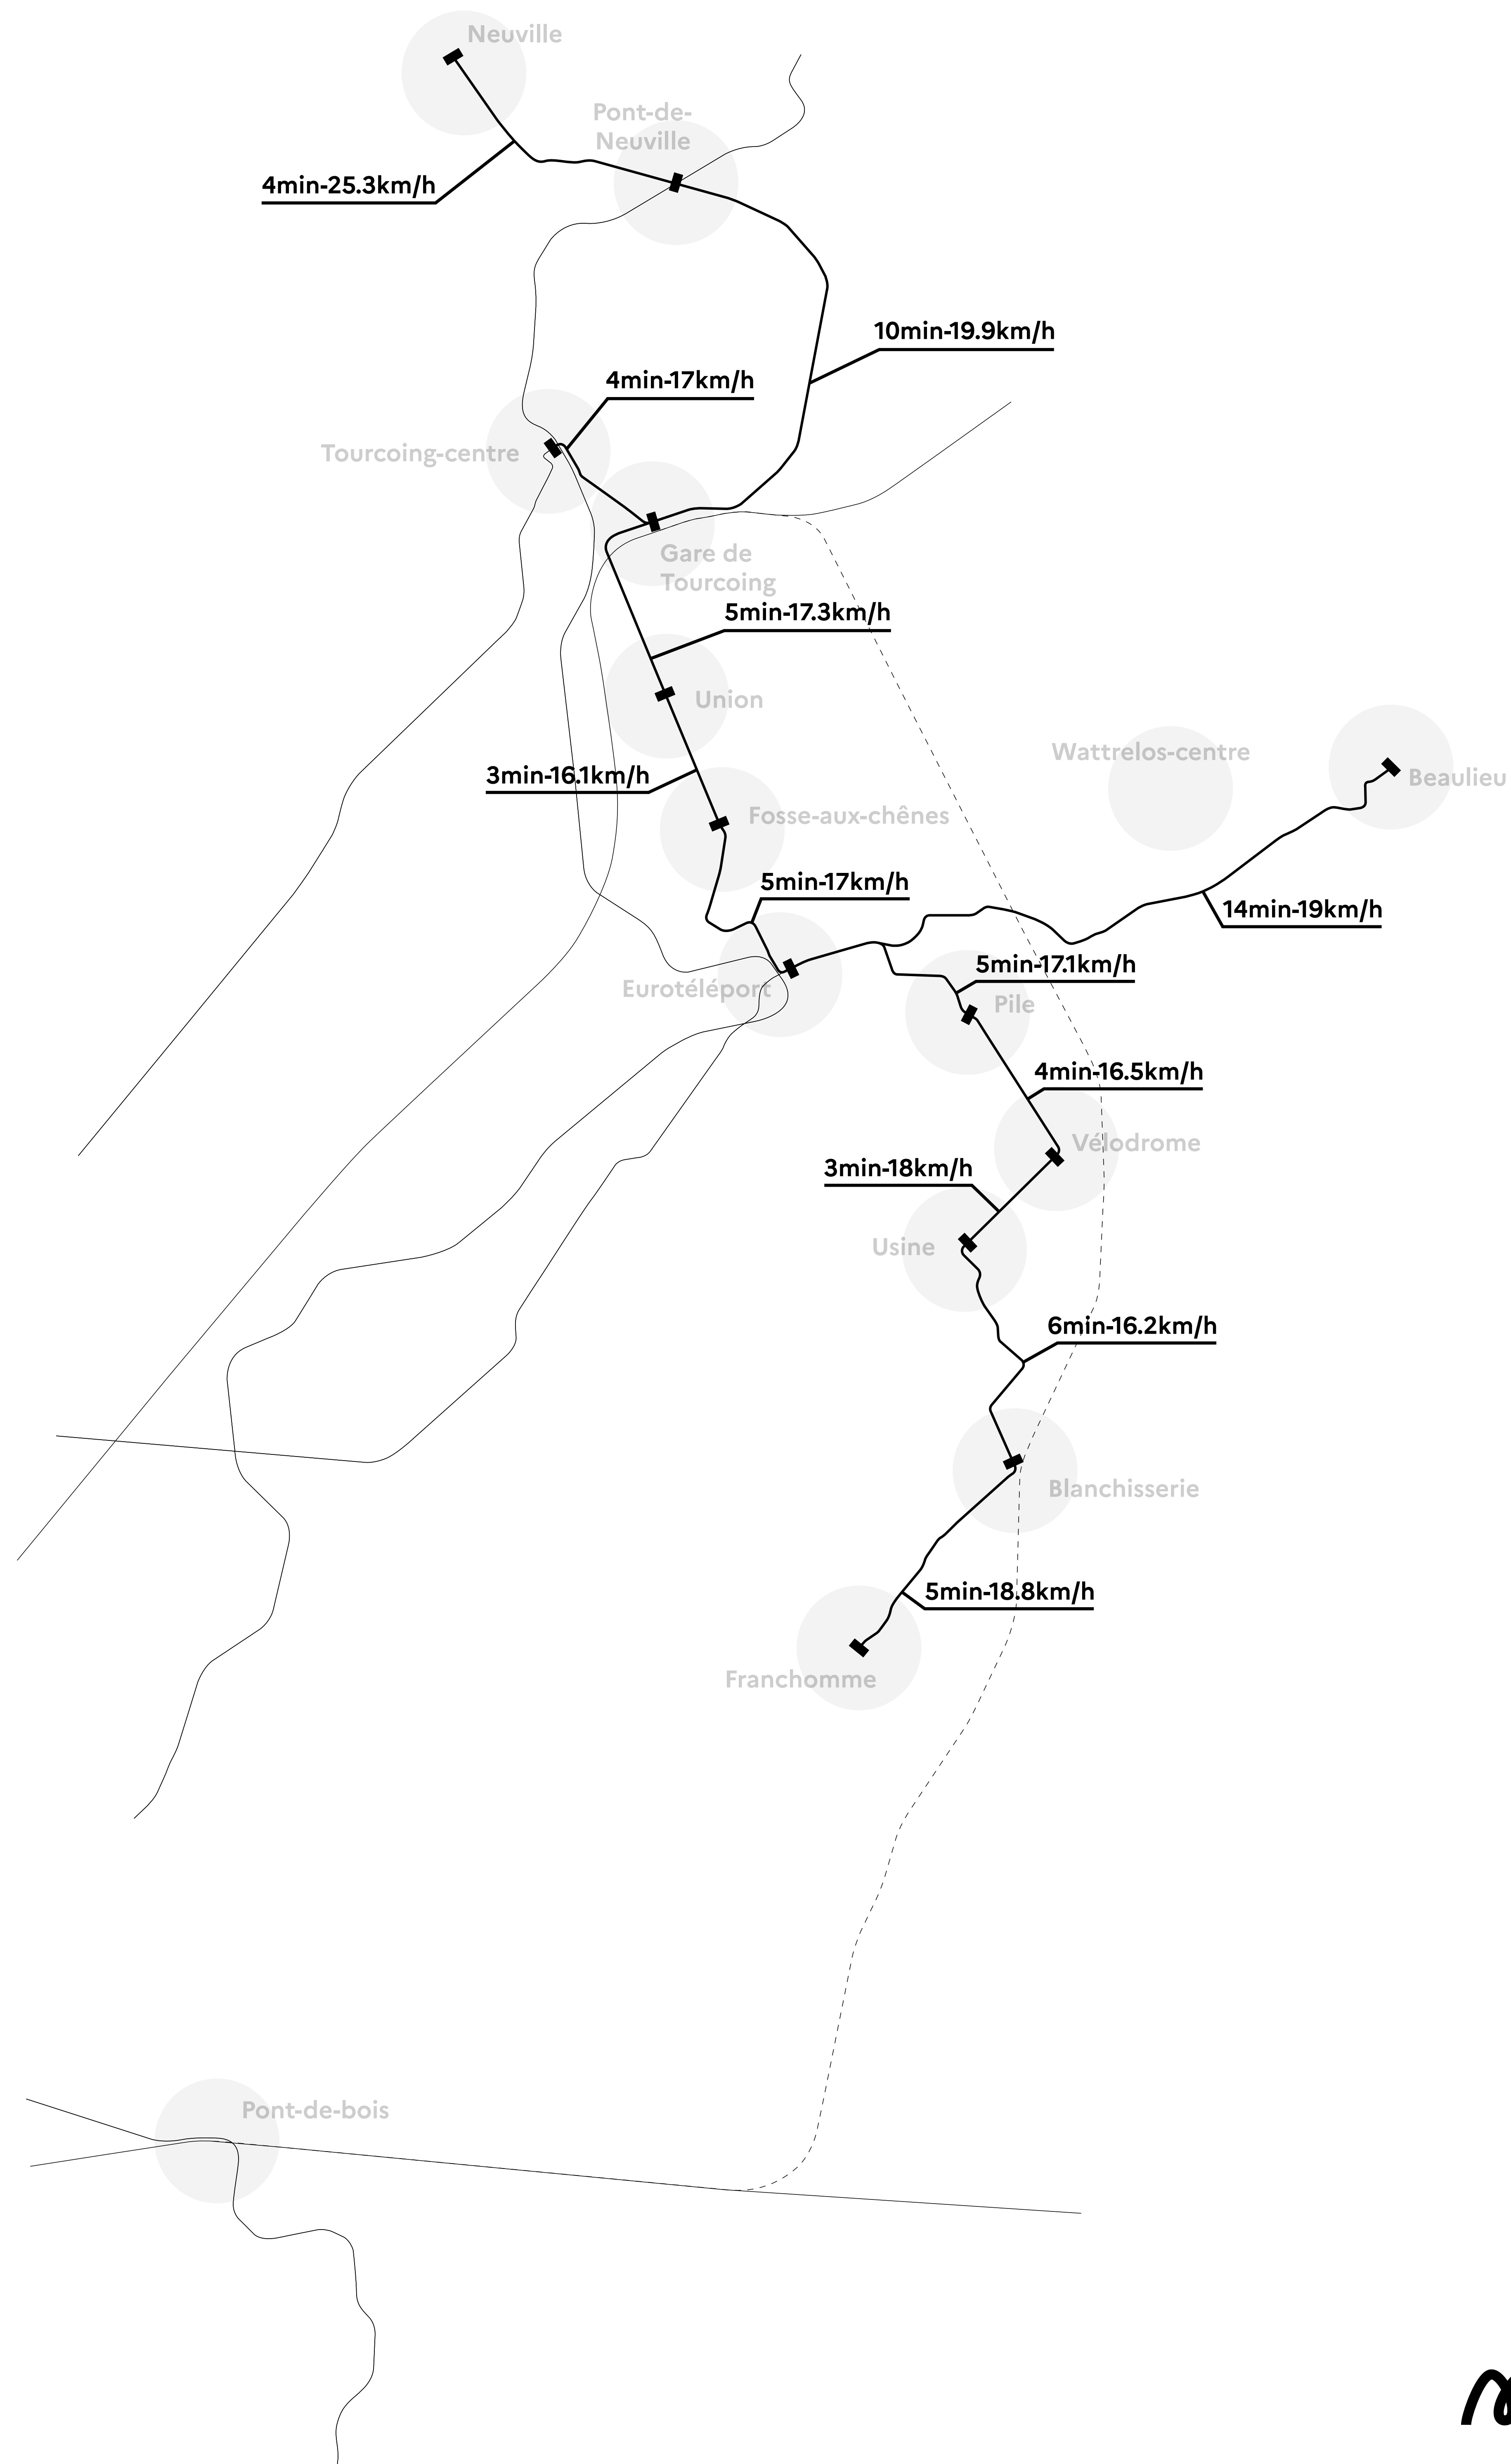 Neuville
Pont-de-
Neuville
4min-25.3km/h
10min-19.9km/h
4min-17km/h
Tourcoing-centre
Gare de
Tourcoing
5min-17.3km/h
Union
Wattrelos-centre
3min-16.1km/h
Beaulieu
Fosse-aux-chênes
5min-17km/h
14min-19km/h
5min-17.1km/h
Eurotéléport
Pile
4min-16.5km/h
Vélodrome
3min-18km/h
Usine
6min-16.2km/h
Blanchisserie
5min-18.8km/h
Franchomme
Pont-de-bois